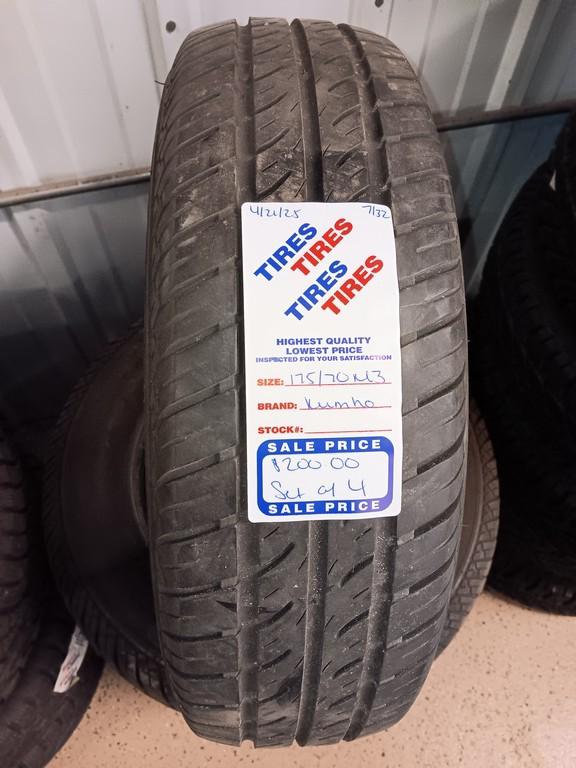 4/21/25 7/32
TIRES
TIRES
TIRES
TIRES
HIGHEST QUALITY
LOWEST PRICE
INSPECTED FOR YOUR SATISFACTION
SIZE: 175/70R13
BRAND: Kumho
STOCK#:
SALE PRICE
$200.00
Set of 4
SALE PRICE